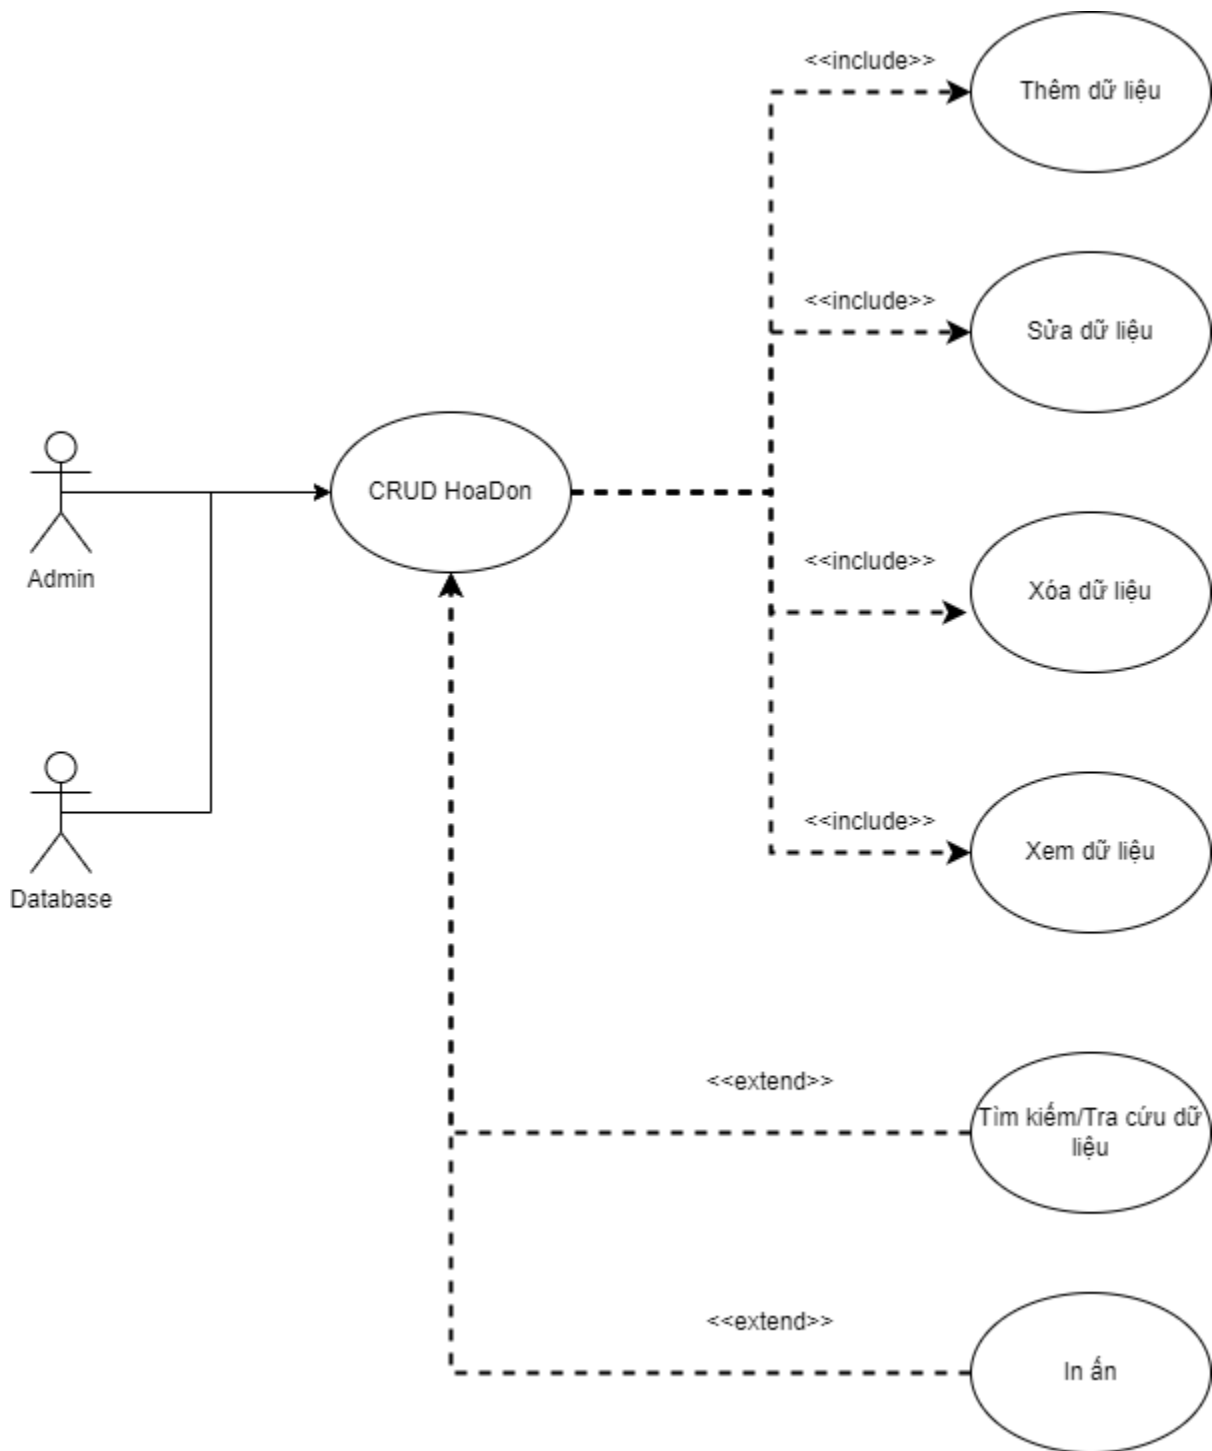 <<include>>
Thêm dữ liệu
<<include>>
Sửa dữ liệu
CRUD HoaDon
Admin
<<include>>
Xóa dữ liệu
<<include>>
Xem dữ liệu
Database
<<extend>>
Tìm kiếm/Tra cứu dữ
liệu
<<extend>>
In ấn